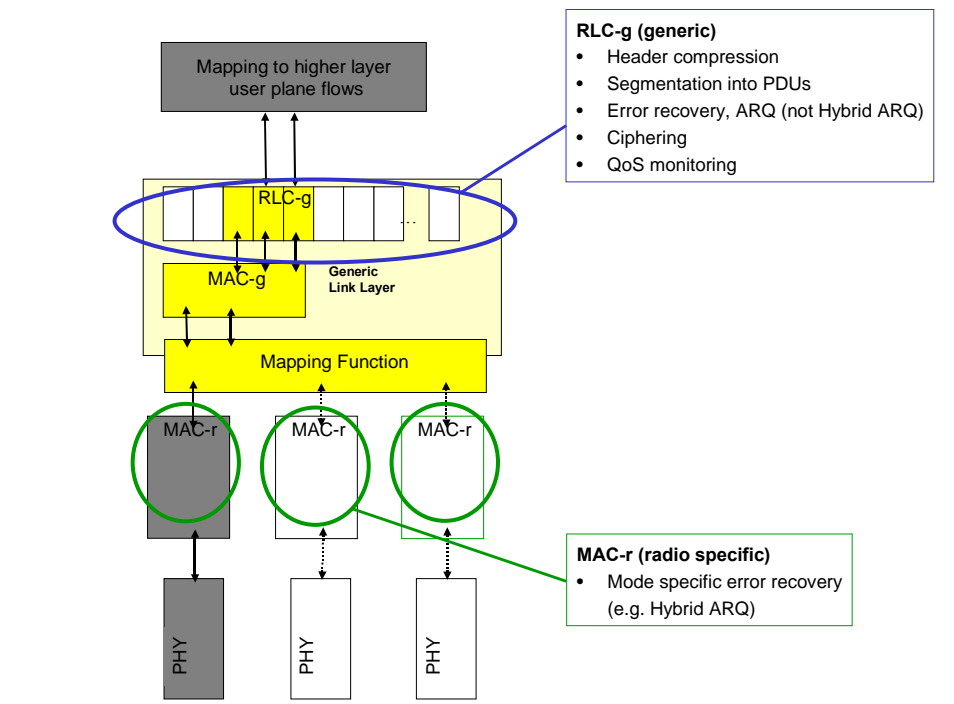 RLC-g (generic)
• Header compression
• Segmentation into PDUs
• Error recovery, ARQ (not Hybrid ARQ)
• Ciphering
• QoS monitoring
Mapping to higher layer
user plane flows
RLC-g
...
MAC-g
Generic
Link Layer
Mapping Function
MAC-r
MAC-r
MAC-r
MAC-r (radio specific)
• Mode specific error recovery
(e.g. Hybrid ARQ)
PHY
PHY
PHY